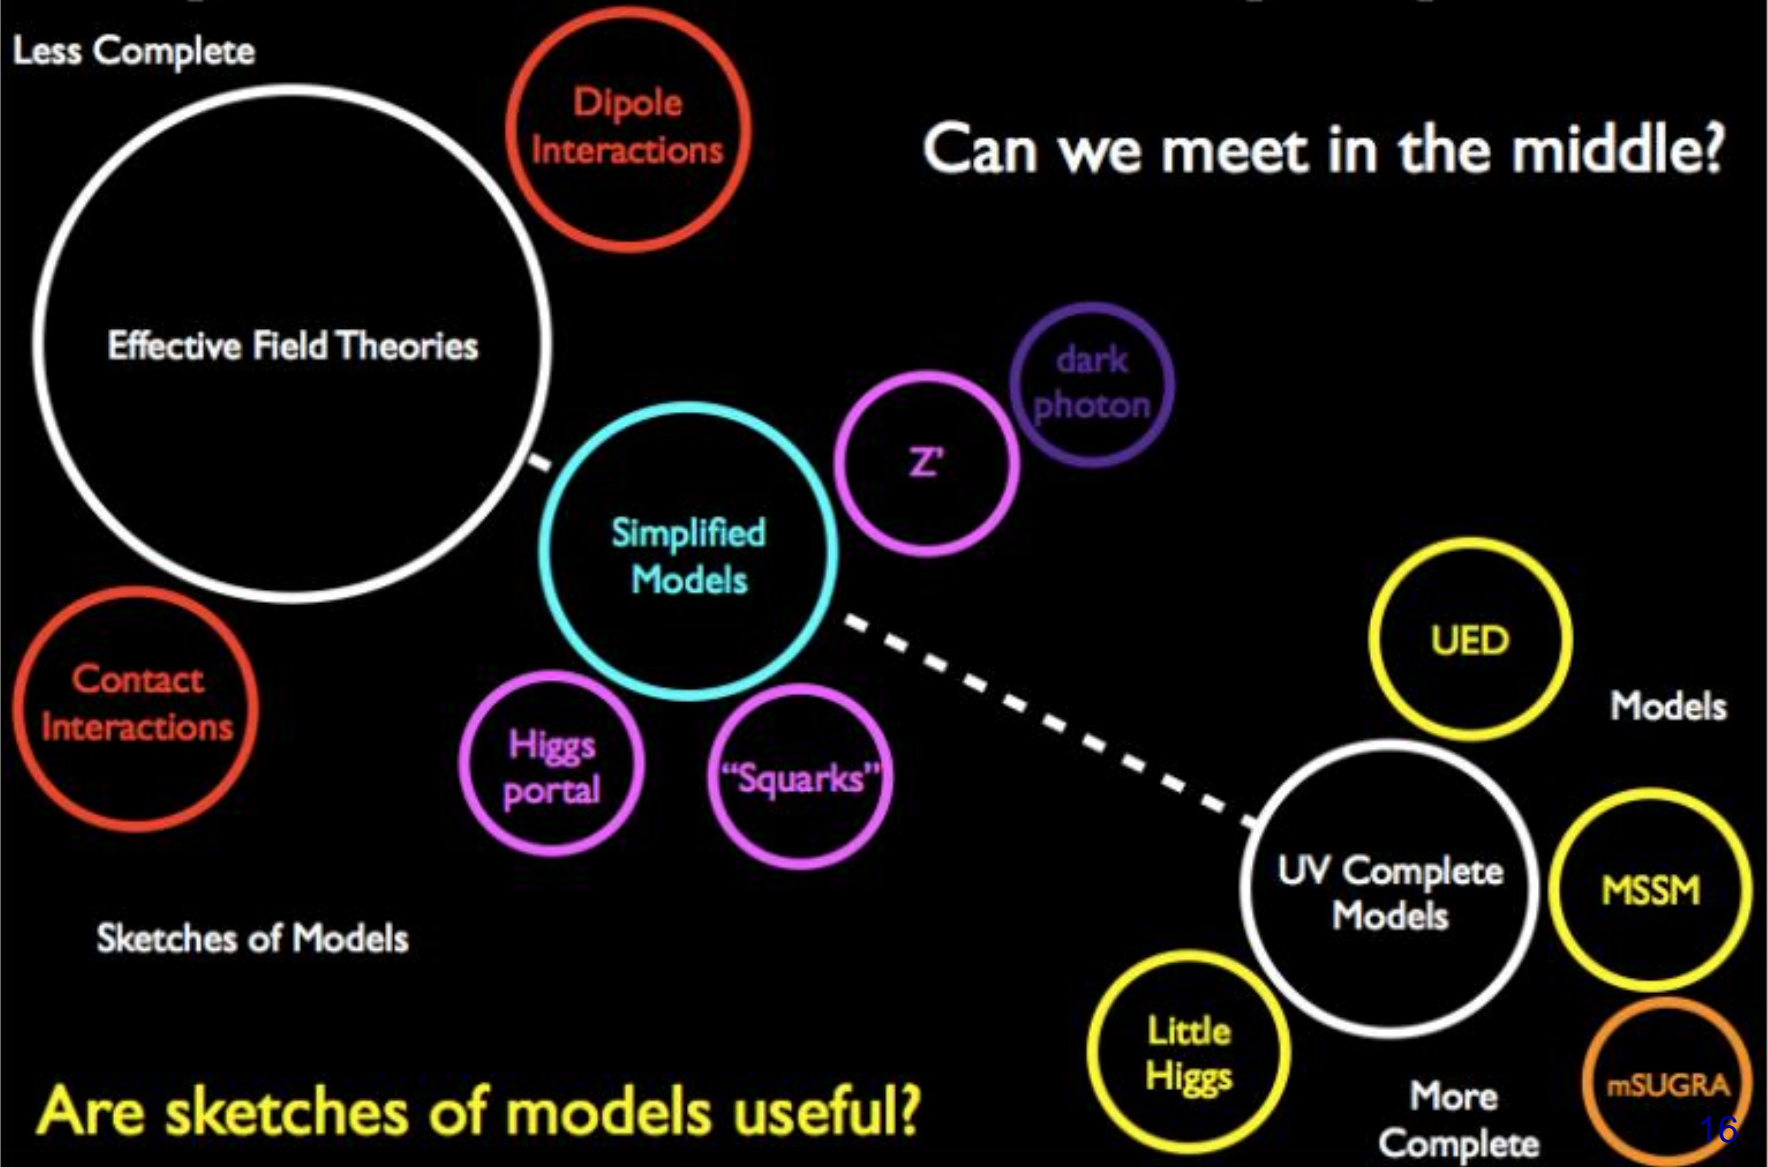 Less Complete
Dipole
Interactions
Can we meet in the middle?
Effective Field Theories
dark
photon
Z'
Simplified
Models
UED
Contact
Interactions
Models
Higgs
portal
“Squarks”
UV Complete
Models
MSSM
Sketches of Models
Little
Higgs
mSUGRA
More
Complete
Are sketches of models useful?
16